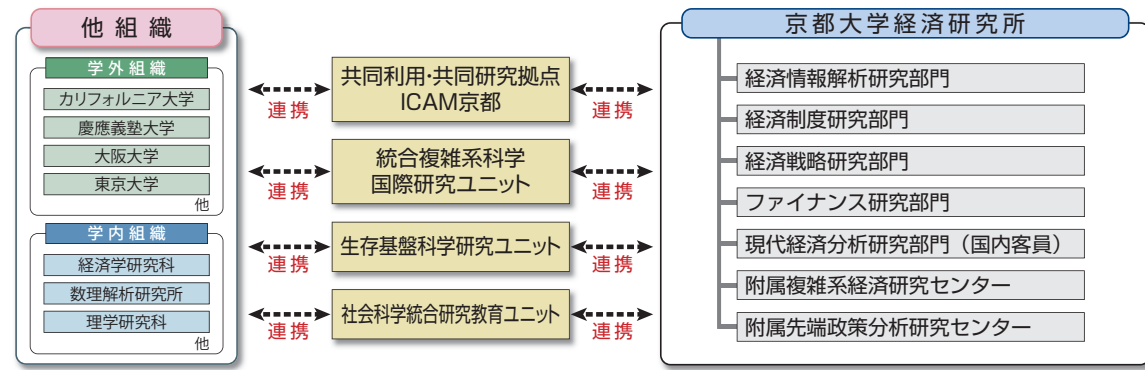 他組織
学外組織
カリフォルニア大学
慶應義塾大学
大阪大学
東京大学
他
学内組織
経済学研究科
数理解析研究所
理学研究科
他
連携
共同利用・共同研究拠点
ICAM京都
連携
連携
統合複雑系科学
国際研究ユニット
連携
連携
生存基盤科学研究ユニット
連携
連携
社会科学統合研究教育ユニット
連携
京都大学経済研究所
経済情報解析研究部門
経済制度研究部門
経済戦略研究部門
ファイナンス研究部門
現代経済分析研究部門（国内客員）
附属複雑系経済研究センター
附属先端政策分析研究センター